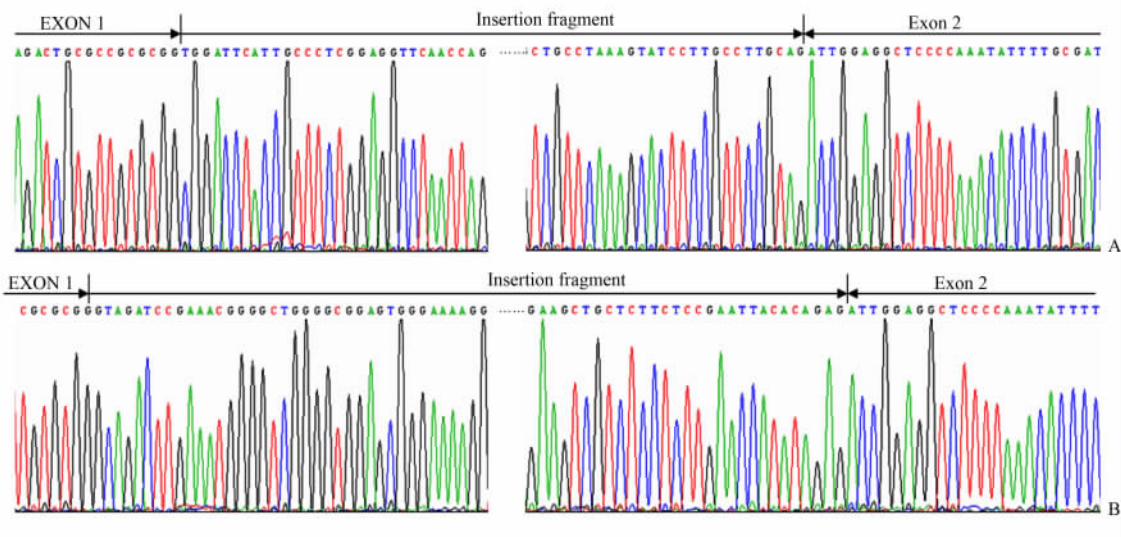 EXON 1 Insertion fragment Exon 2
AGACTGCGCCGCGCGGTGGATTCATTGCCCTCGGAGGTTCAACCAG ······ CTGCCTAAAGTATCCTTGCCTTGCAGATTGGAGGCTCCCCAAATATTTTGCGAT
A
EXON 1 Insertion fragment Exon 2
CGCGCGGGTAGATCCGAAACGGGGCTGGGGCGGAGTGGGAAAAGG ······ GAAGCTGCTCTTCTCCGAATTACACAGAGATTGGAGGCTCCCCAAATATTTT
B